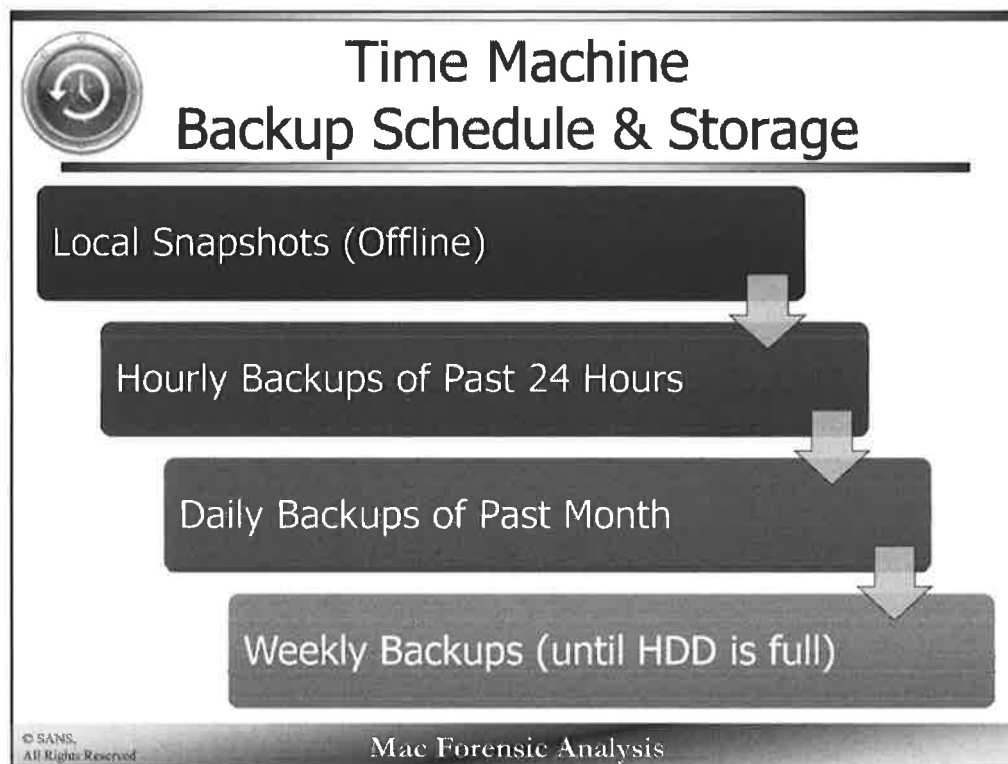 Time Machine
Backup Schedule & Storage
Local Snapshots (Offline)
Hourly Backups of Past 24 Hours
Daily Backups of Past Month
Weekly Backups (until HDD is full)
© SANS,
All Rights Reserved
Mac Forensic Analysis